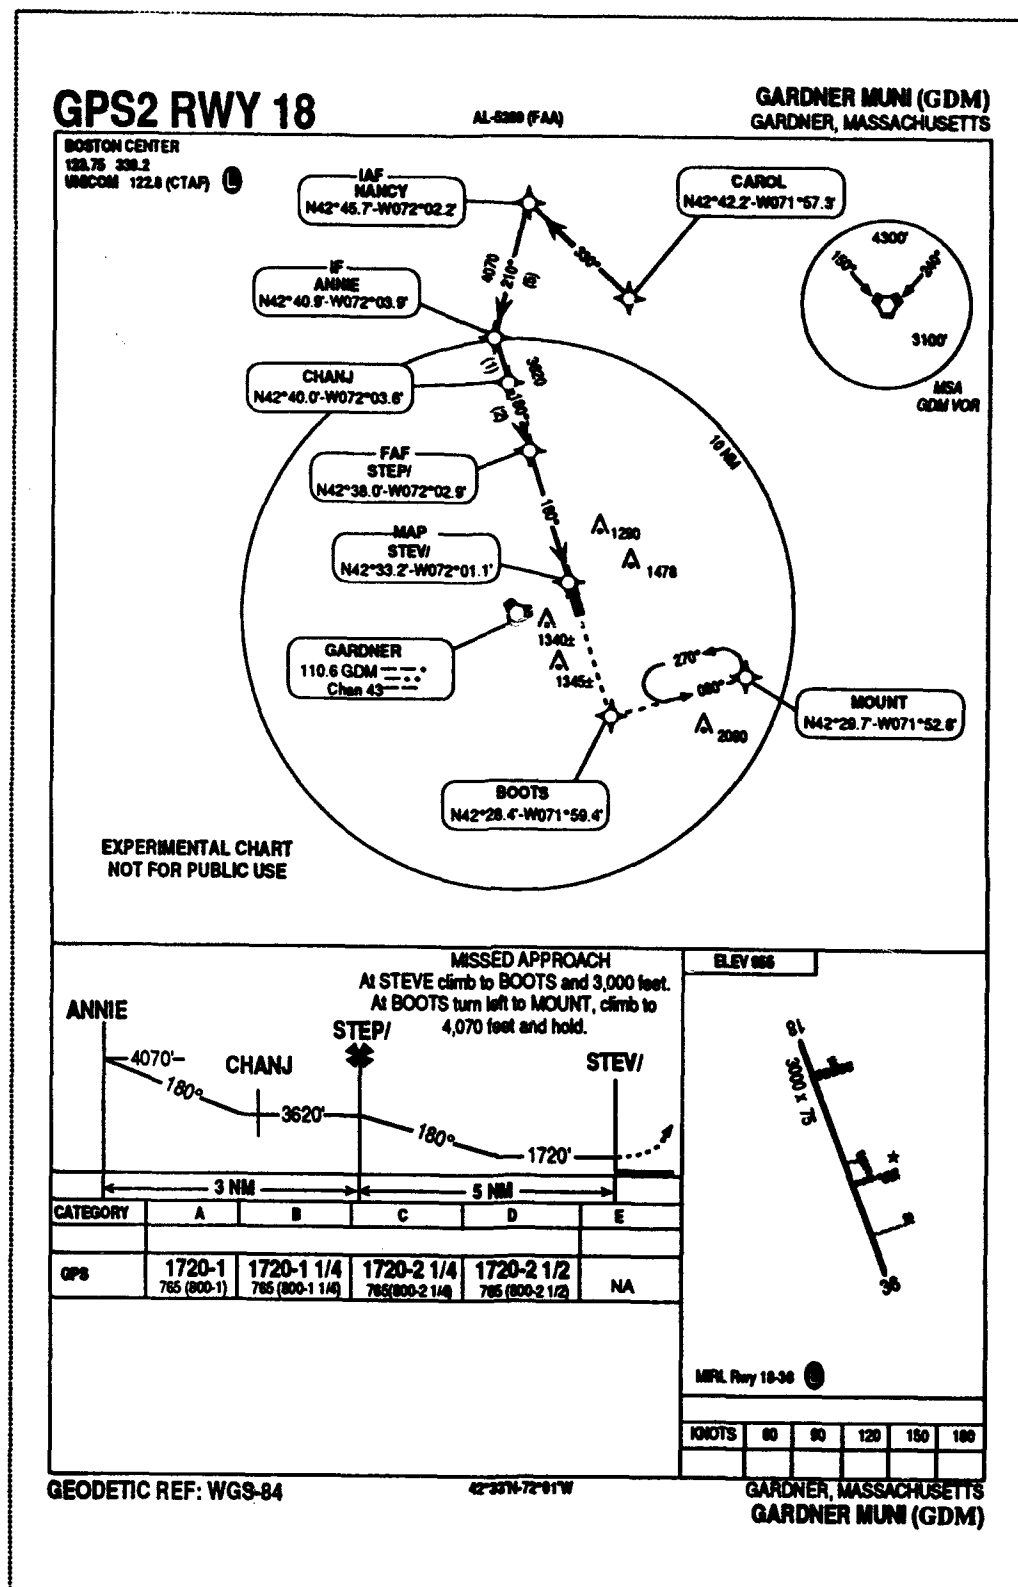 GPS2 RWY 18
AL-5269 (FAA)
GARDNER MUNI (GDM)
GARDNER, MASSACHUSETTS
BOSTON CENTER
UNICOM 122.8 (CTAF) L
IAF
NANCY
N42°45.7'-W072°02.2'
CAROL
N42°42.2'-W071°57.3'
330°
4070
210°
(5)
4300'
150°
240°
3100'
MSA
GDM VOR
IF
ANNIE
N42°40.9'-W072°03.9'
(1)
3620
CHANJ
N42°40.0'-W072°03.6'
180°
(2)
10 NM
FAF
STEP/
N42°38.0'-W072°02.9'
180°
MAP
STEV/
N42°33.2'-W072°01.1'
1290
1478
GARDNER
110.6 GDM
Chan 43
1340±
1345±
270°
MOUNT
2090
BOOTS
N42°28.4'-W071°59.4'
EXPERIMENTAL CHART
NOT FOR PUBLIC USE
MISSED APPROACH
At STEVE climb to BOOTS and 3,000 feet.
At BOOTS turn left to MOUNT, climb to
4,070 feet and hold.
ANNIE
4070'
180°
CHANJ
3620'
STEP/
180°
1720'
STEV/
3 NM
5 NM
18
3000 x 75
36
MIRL Rwy 18-36 L
CATEGORY A B C D E
GPS 1720-1 1720-1 1/4 1720-2 1/4 1720-2 1/2 NA
765 (800-1) 765 (800-1 1/4) 765(800-2 1/4) 765 (800-2 1/2)
KNOTS 60 90 120 150 180
GEODETIC REF: WGS-84
GARDNER, MASSACHUSETTS
GARDNER MUNI (GDM)